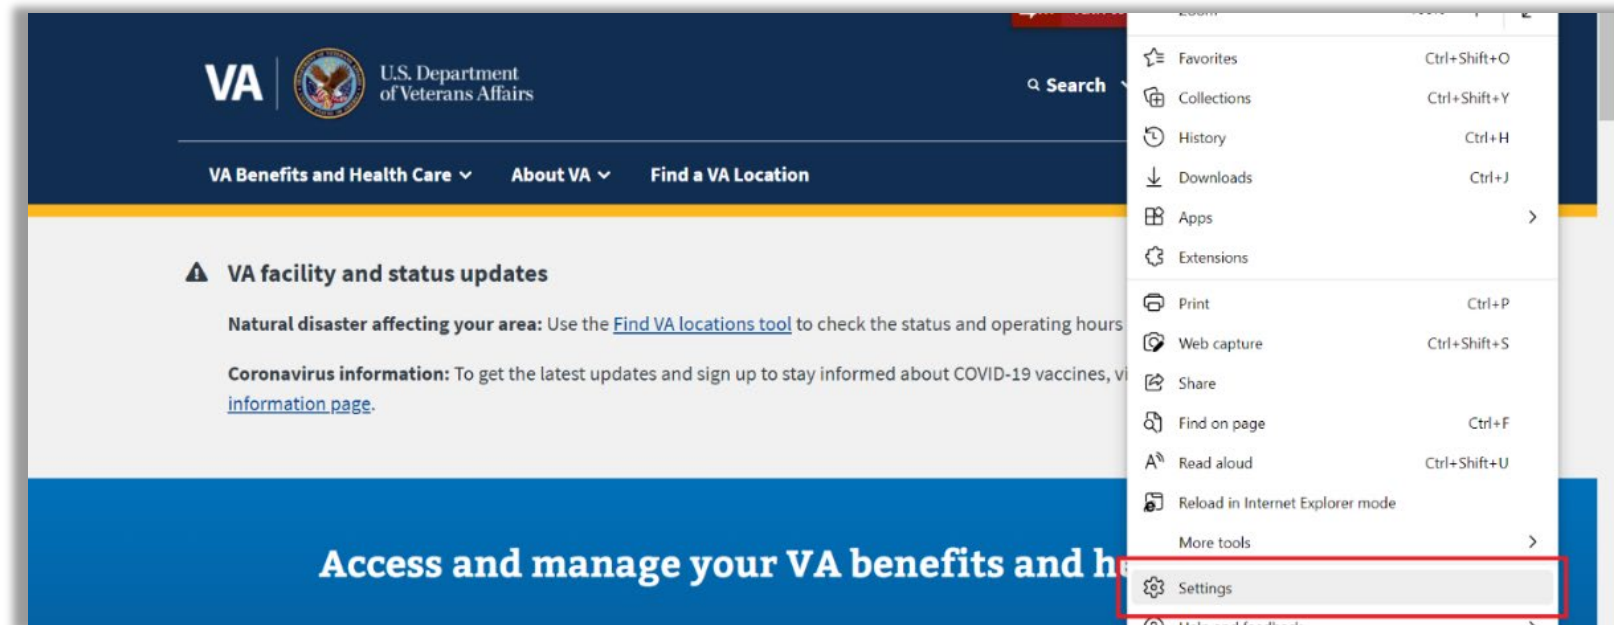 VA
U.S. Department
of Veterans Affairs
Search
VA Benefits and Health Care
About VA
Find a VA Location
VA facility and status updates
Natural disaster affecting your area: Use the Find VA locations tool to check the status and operating hours
Coronavirus information: To get the latest updates and sign up to stay informed about COVID-19 vaccines,
information page.
Access and manage your VA benefits and
Favorites Ctrl+Shift+O
Collections Ctrl+Shift+Y
History Ctrl+H
Downloads Ctrl+J
Apps
Extensions
Print Ctrl+P
Web capture Ctrl+Shift+S
Share
Find on page Ctrl+F
Read aloud Ctrl+Shift+U
Reload in Internet Explorer mode
More tools
Settings